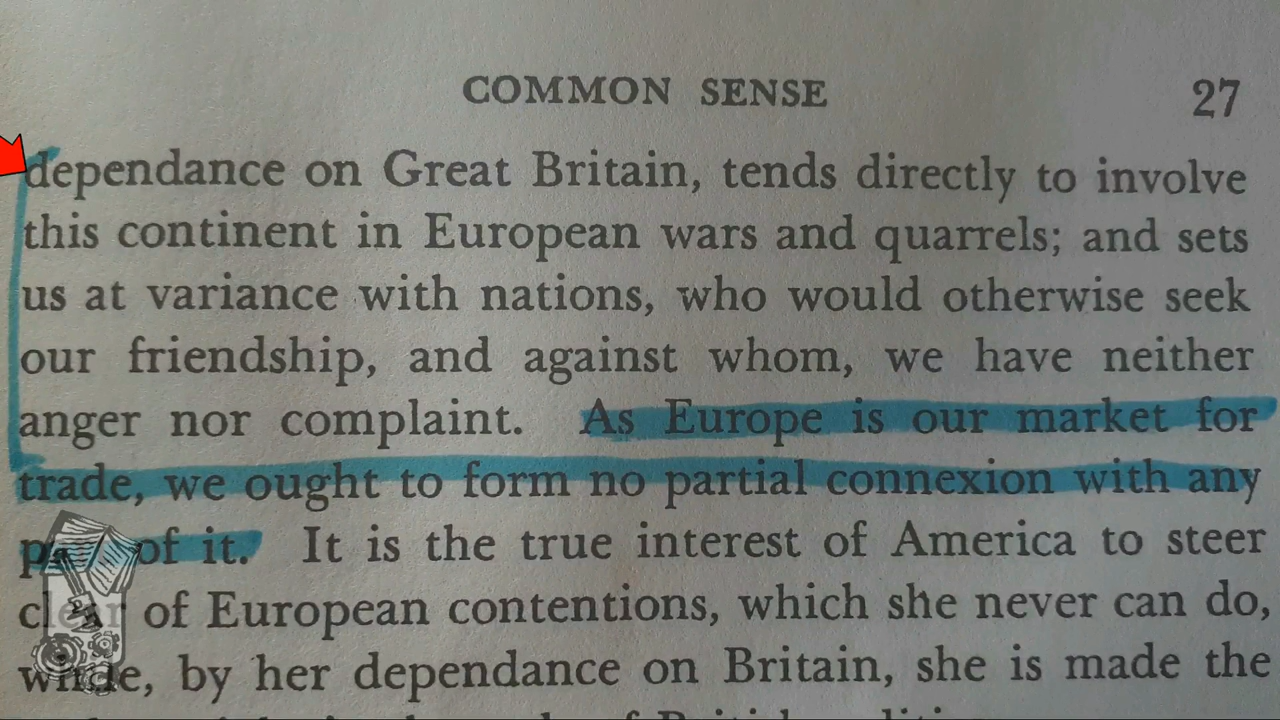 COMMON SENSE 27
dependance on Great Britain, tends directly to involve
this continent in European wars and quarrels; and sets
us at variance with nations, who would otherwise seek
our friendship, and against whom, we have neither
anger nor complaint. As Europe is our market for
trade, we ought to form no partial connexion with any
of it. It is the true interest of America to steer
clear of European contentions, which she never can do,
while, by her dependance on Britain, she is made the